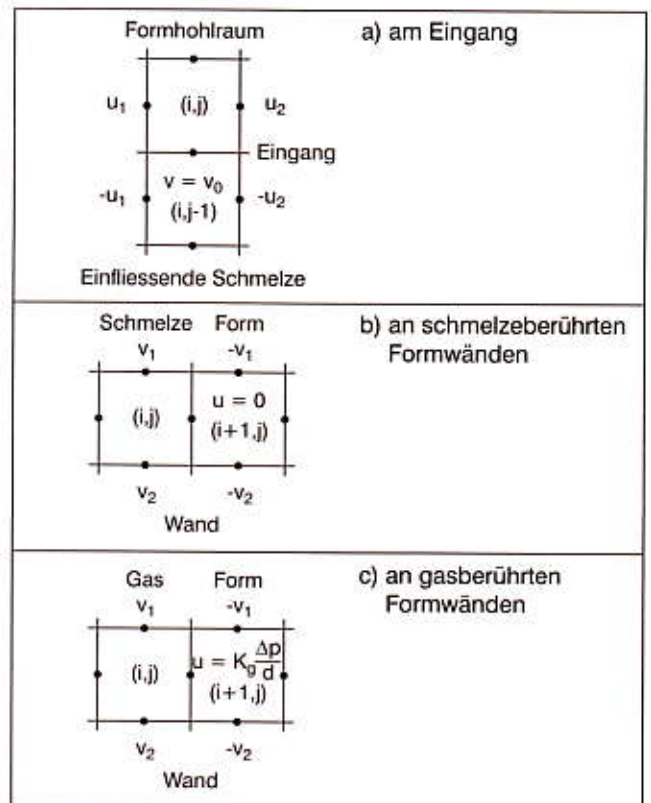 Formhohlraum
a) am Eingang
u₁ (i,j) u₂
Eingang
v = v₀
-u₁ -u₂
(i,j-1)
Einfliessende Schmelze
Schmelze Form
b) an schmelzeberührten
Formwänden
v₁ -v₁
u = 0
(i,j)
(i+1,j)
v₂ -v₂
Wand
Gas Form
c) an gasberührten
Formwänden
v₁ -v₁
u = K_g Δp/d
(i,j)
(i+1,j)
v₂ -v₂
Wand